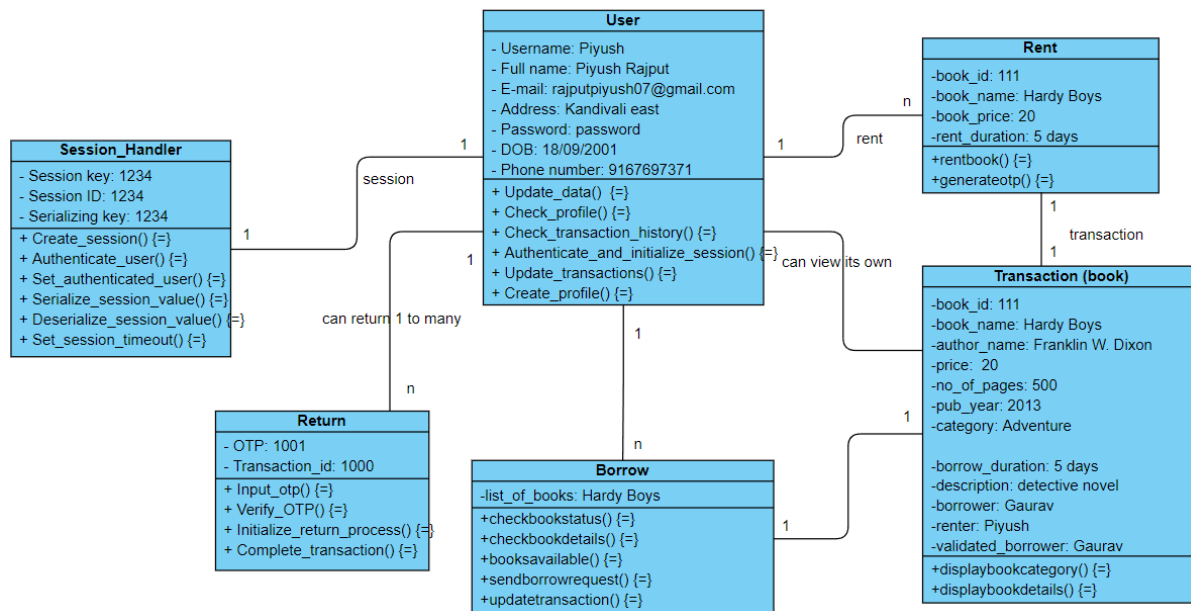 User
- Username: Piyush
- Full name: Piyush Rajput
- E-mail: rajputpiyush07@gmail.com
- Address: Kandivali east
- Password: password
- DOB: 18/09/2001
- Phone number: 9167697371
+ Update_data() {=}
+ Check_profile() {=}
+ Check_transaction_history() {=}
+ Authenticate_and_initialize_session() {=}
+ Update_transactions() {=}
+ Create_profile() {=}
Rent
-book_id: 111
-book_name: Hardy Boys
-book_price: 20
-rent_duration: 5 days
+rentbook() {=}
+generateotp() {=}
n
rent
1
1
session
1
Session_Handler
- Session key: 1234
- Session ID: 1234
- Serializing key: 1234
+ Create_session() {=}
+ Authenticate_user() {=}
+ Set_authenticated_user() {=}
+ Serialize_session_value() {=}
+ Deserialize_session_value() {=}
+ Set_session_timeout() {=}
1
transaction
1
can view its own
1
can return 1 to many
n
1
n
Transaction (book)
-book_id: 111
-book_name: Hardy Boys
-author_name: Franklin W. Dixon
-price: 20
-no_of_pages: 500
-pub_year: 2013
-category: Adventure
-borrow_duration: 5 days
-description: detective novel
-borrower: Gaurav
-renter: Piyush
-validated_borrower: Gaurav
+displaybookcategory() {=}
+displaybookdetails() {=}
1
1
Return
- OTP: 1001
- Transaction_id: 1000
+ Input_otp() {=}
+ Verify_OTP() {=}
+ Initialize_return_process() {=}
+ Complete_transaction() {=}
Borrow
-list_of_books: Hardy Boys
+checkbookstatus() {=}
+checkbookdetails() {=}
+booksavailable() {=}
+sendborrowrequest() {=}
+updatetransaction() {=}